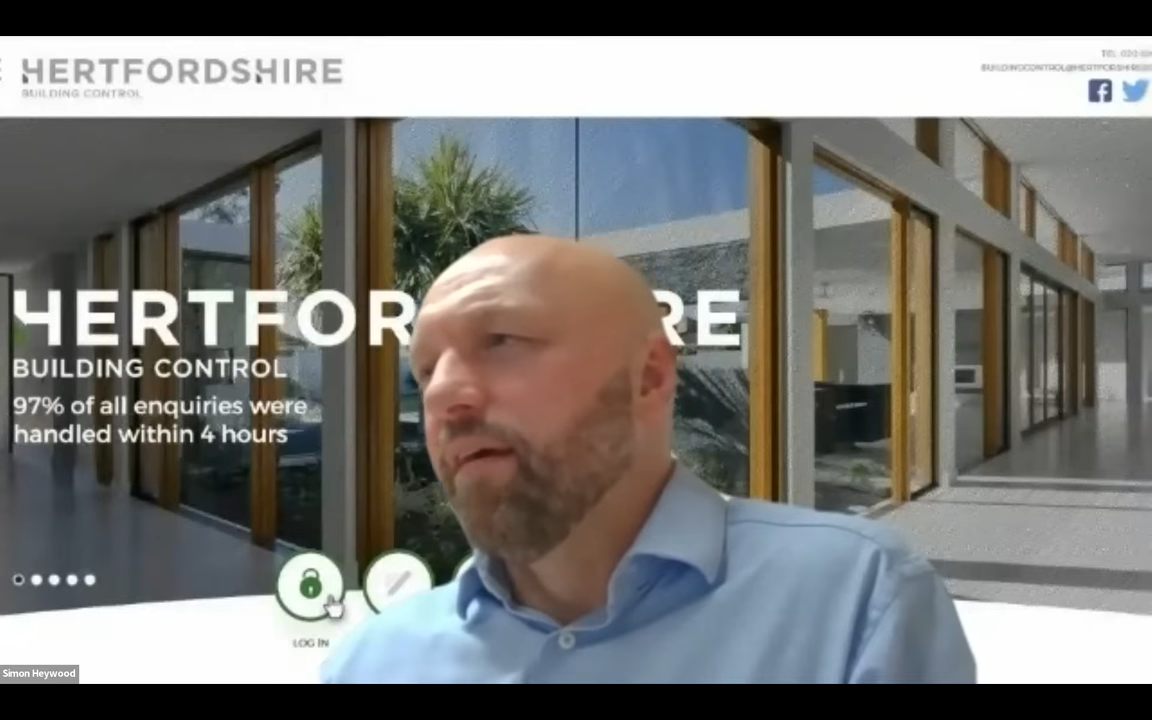 HERTFORDSHIRE
BUILDING CONTROL
HERTFOR RE
BUILDING CONTROL
97% of all enquiries were
handled within 4 hours
LOG IN
Simon Heywood